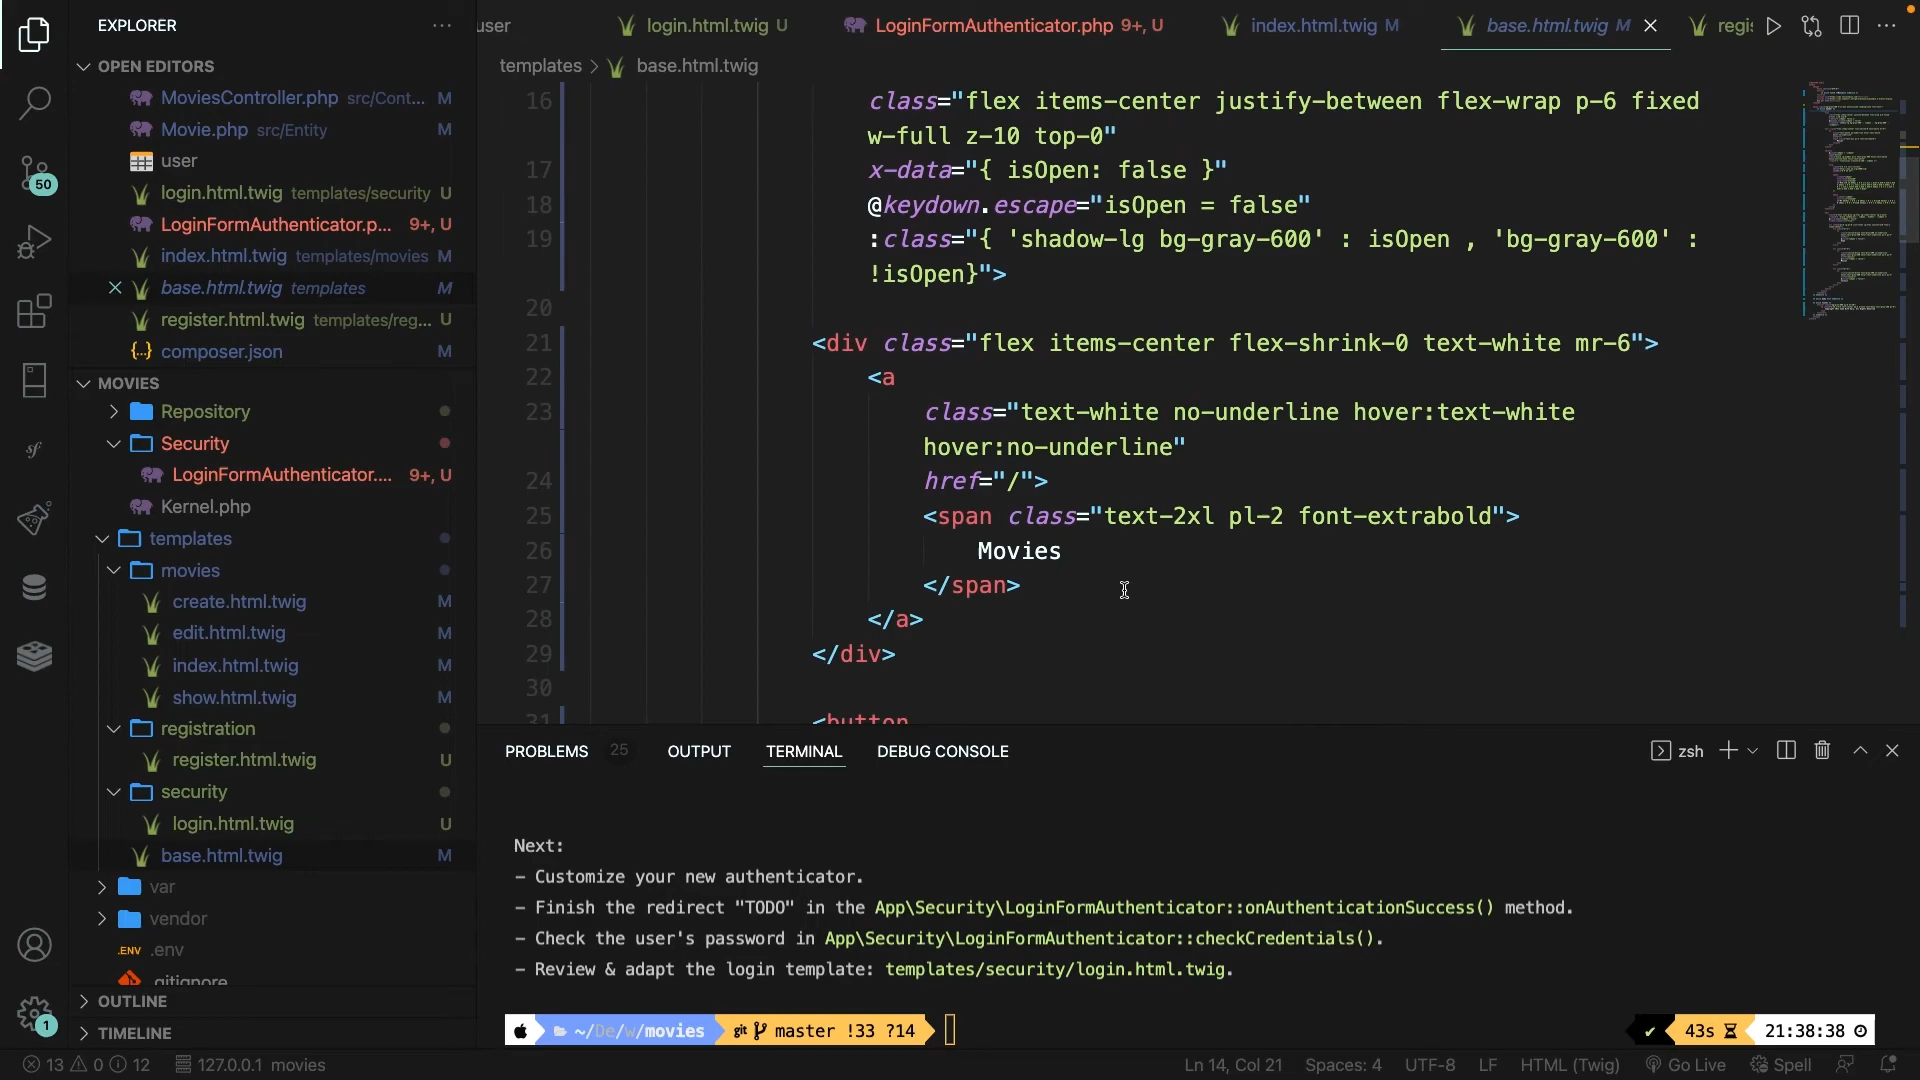 EXPLORER
OPEN EDITORS
MoviesController.php src/Cont... M
Movie.php src/Entity M
user
login.html.twig templates/security U
LoginFormAuthenticator.p... 9+, U
index.html.twig templates/movies M
base.html.twig templates M
register.html.twig templates/reg... U
{..} composer.json M
MOVIES
Repository
Security
LoginFormAuthenticator.... 9+, U
Kernel.php
templates
movies
create.html.twig M
edit.html.twig M
index.html.twig M
show.html.twig M
registration
register.html.twig U
security
login.html.twig U
base.html.twig M
var
vendor
.ENV .env
.gitignore
OUTLINE
TIMELINE
50
sf
1
user login.html.twig U LoginFormAuthenticator.php 9+, U index.html.twig M base.html.twig M regi
templates > base.html.twig
16 class="flex items-center justify-between flex-wrap p-6 fixed
w-full z-10 top-0"
17 x-data="{ isOpen: false }"
18 @keydown.escape="isOpen = false"
19 :class="{ 'shadow-lg bg-gray-600' : isOpen , 'bg-gray-600' :
!isOpen}">
20
21 <div class="flex items-center flex-shrink-0 text-white mr-6">
22 <a
23 class="text-white no-underline hover:text-white
hover:no-underline"
24 href="/">
25 <span class="text-2xl pl-2 font-extrabold">
26 Movies
27 </span>
28 </a>
29 </div>
30
31 <button
PROBLEMS 25 OUTPUT TERMINAL DEBUG CONSOLE zsh
Next:
- Customize your new authenticator.
- Finish the redirect "TODO" in the App\Security\LoginFormAuthenticator::onAuthenticationSuccess() method.
- Check the user's password in App\Security\LoginFormAuthenticator::checkCredentials().
- Review & adapt the login template: templates/security/login.html.twig.
~/De/w/movies git master !33 ?14 43s 21:38:38
13 0 12 127.0.0.1 movies Ln 14, Col 21 Spaces: 4 UTF-8 LF HTML (Twig) Go Live Spell